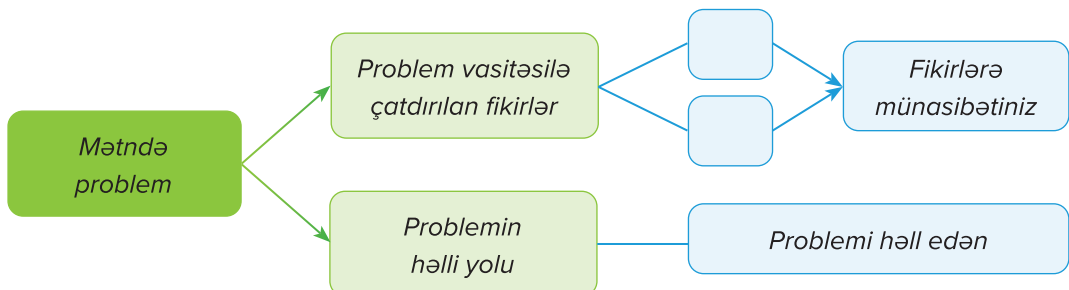 Mətndə
problem
Problem vasitəsilə
çatdırılan fikirlər
Fikirlərə
münasibətiniz
Problemin
həlli yolu
Problemi həll edən